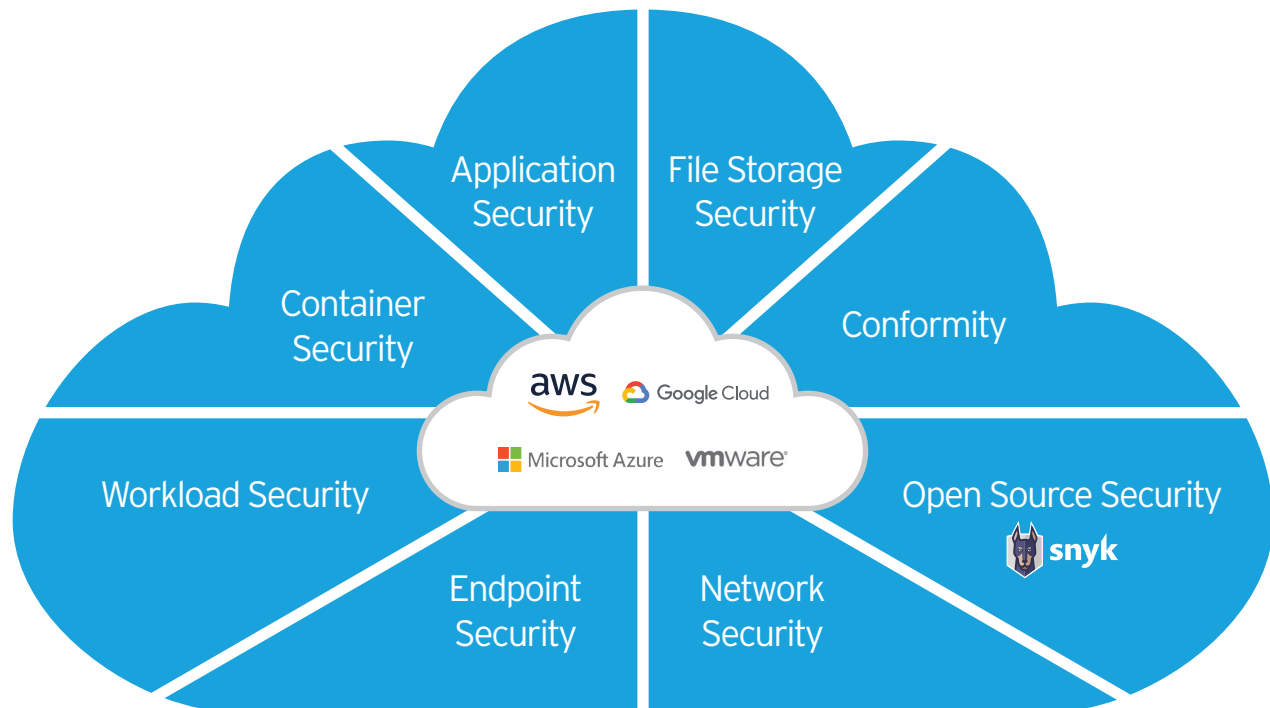 Application
Security
File Storage
Security
Container
Security
Conformity
aws
Google Cloud
Microsoft Azure
vmware®
Workload Security
Open Source Security
snyk
Endpoint
Security
Network
Security